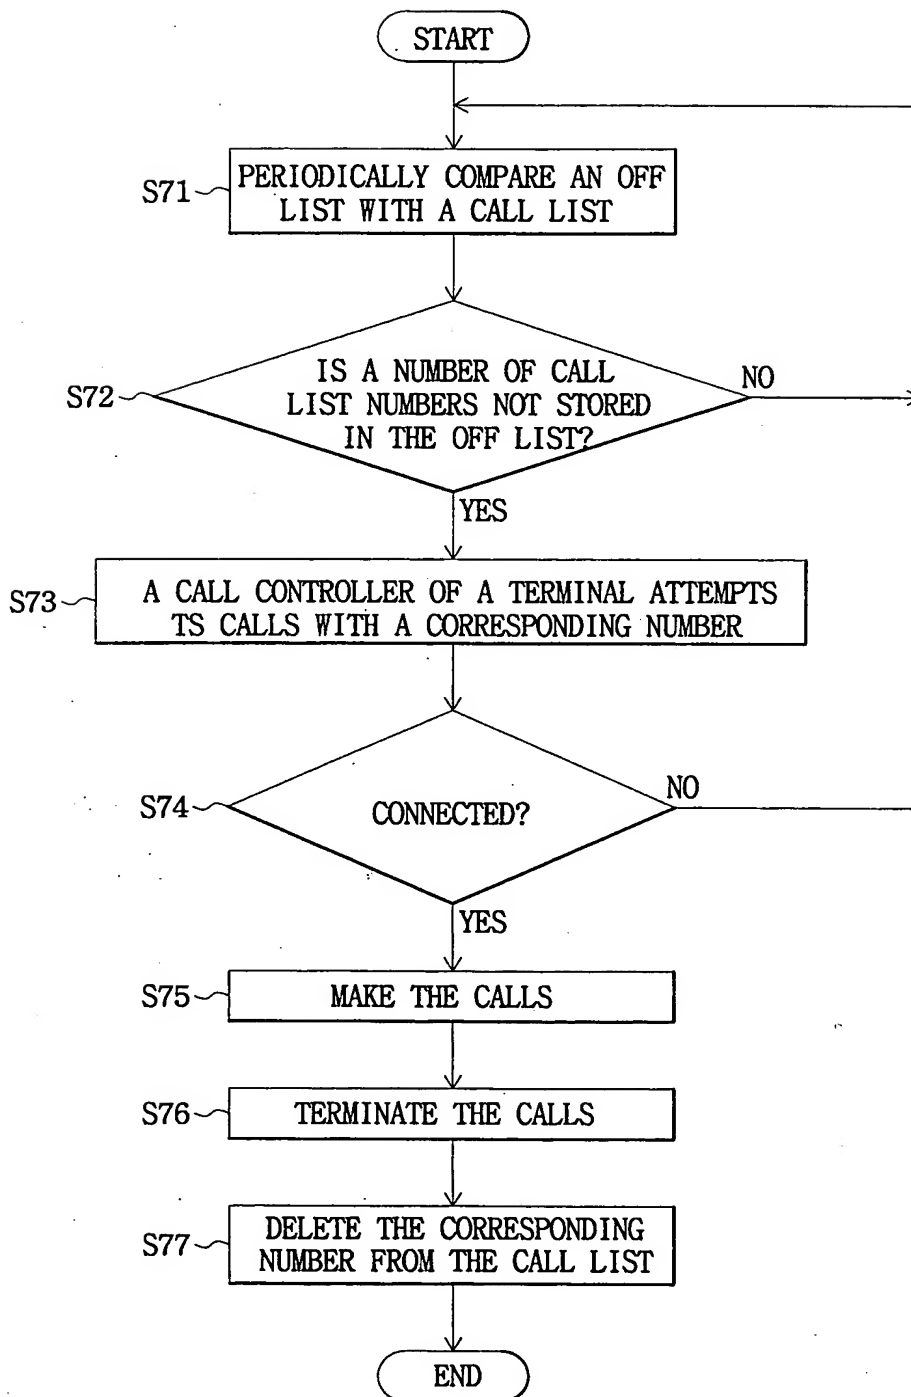 START
S71
PERIODICALLY COMPARE AN OFF
LIST WITH A CALL LIST
S72
IS A NUMBER OF CALL
LIST NUMBERS NOT STORED
IN THE OFF LIST?
NO
YES
S73
A CALL CONTROLLER OF A TERMINAL ATTEMPTS
TS CALLS WITH A CORRESPONDING NUMBER
S74
CONNECTED?
NO
YES
S75
MAKE THE CALLS
S76
TERMINATE THE CALLS
S77
DELETE THE CORRESPONDING
NUMBER FROM THE CALL LIST
END